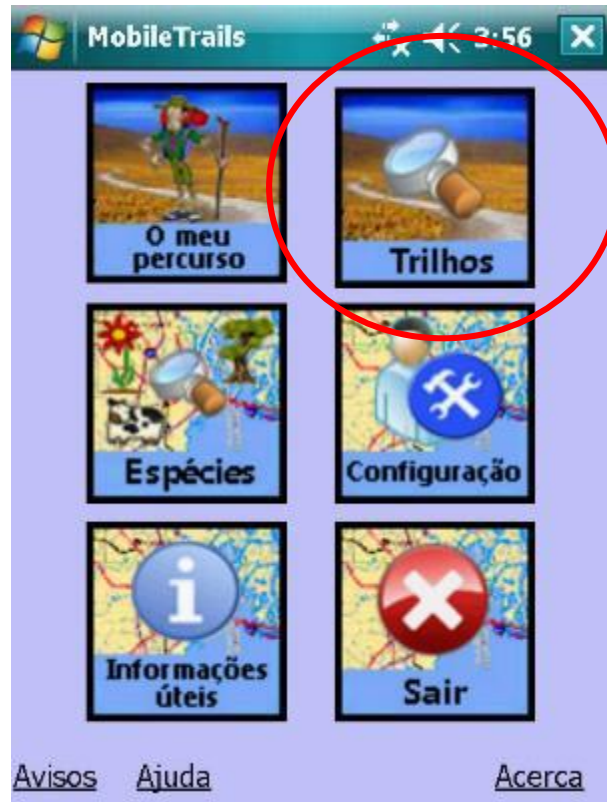 MobileTrails 3:56
O meu
percurso
Trilhos
Espécies
Configuração
Informações
úteis
Sair
Avisos Ajuda Acerca